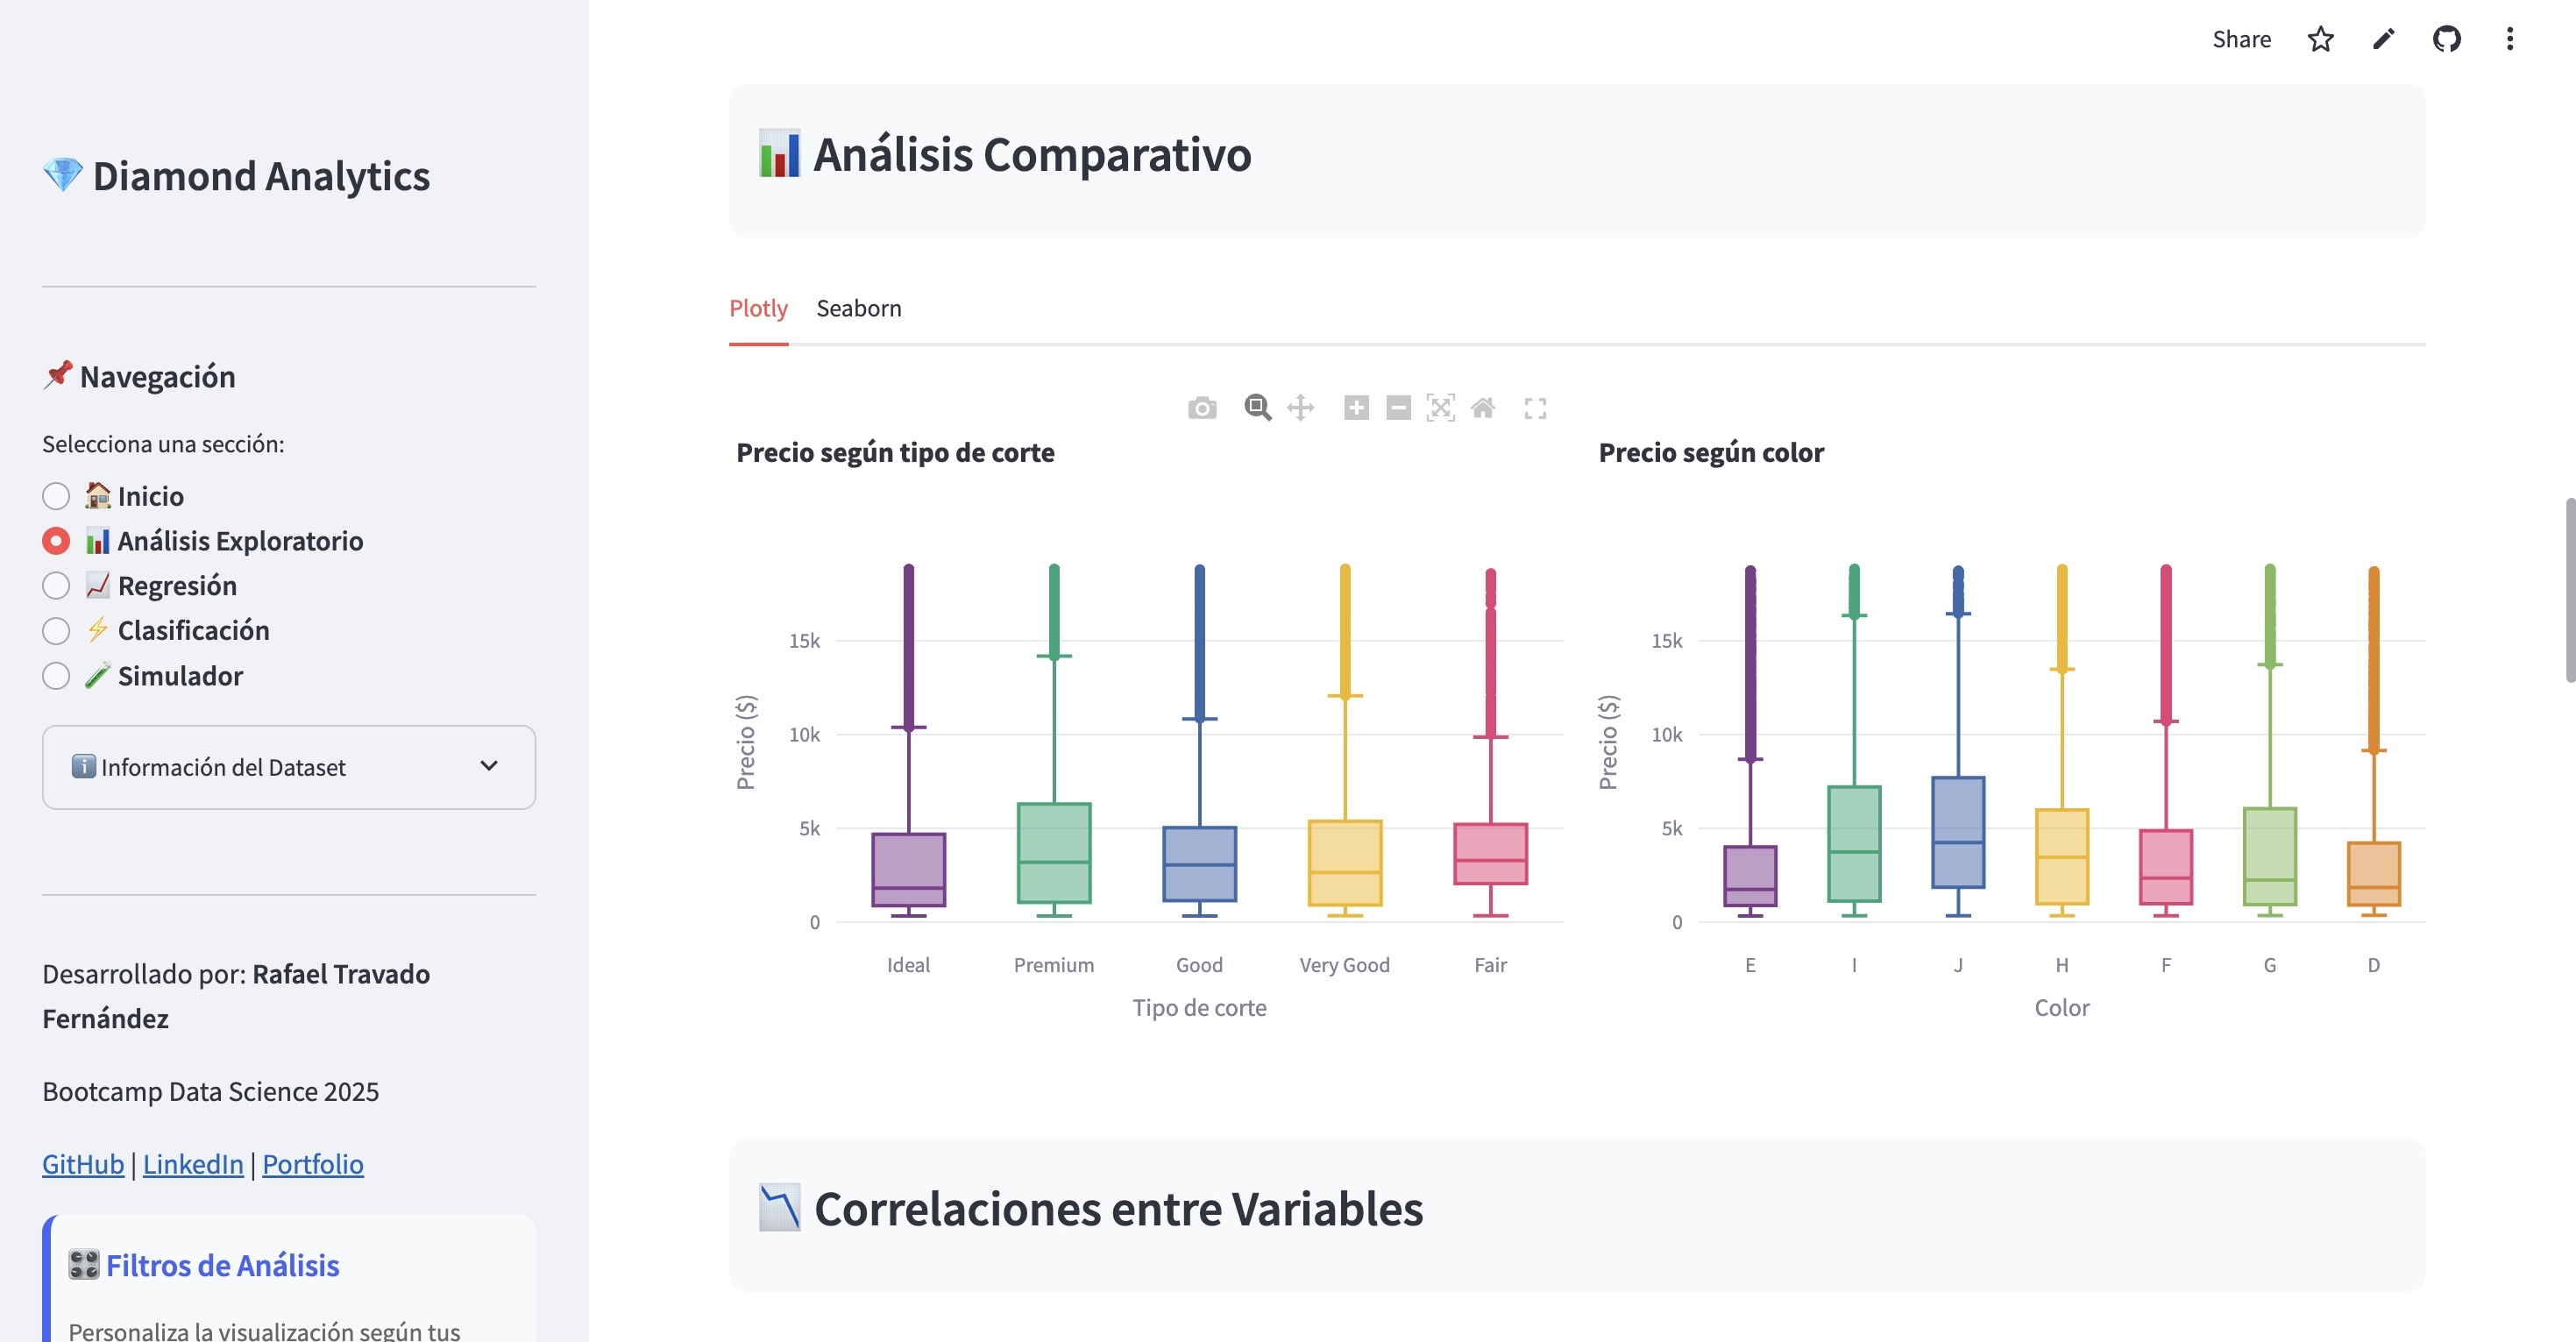 Share
💎 Diamond Analytics
📌 Navegación
Selecciona una sección:
🏠 Inicio
📊 Análisis Exploratorio
📈 Regresión
⚡ Clasificación
🧪 Simulador
ℹ️ Información del Dataset
Desarrollado por: Rafael Travado
Fernández
Bootcamp Data Science 2025
GitHub | LinkedIn | Portfolio
🎛️ Filtros de Análisis
Personaliza la visualización según tus
📊 Análisis Comparativo
Plotly Seaborn
Precio según tipo de corte
15k
10k
5k
0
Precio ($)
Ideal Premium Good Very Good Fair
Tipo de corte
Precio según color
15k
10k
5k
0
Precio ($)
E I J H F G D
Color
📉 Correlaciones entre Variables